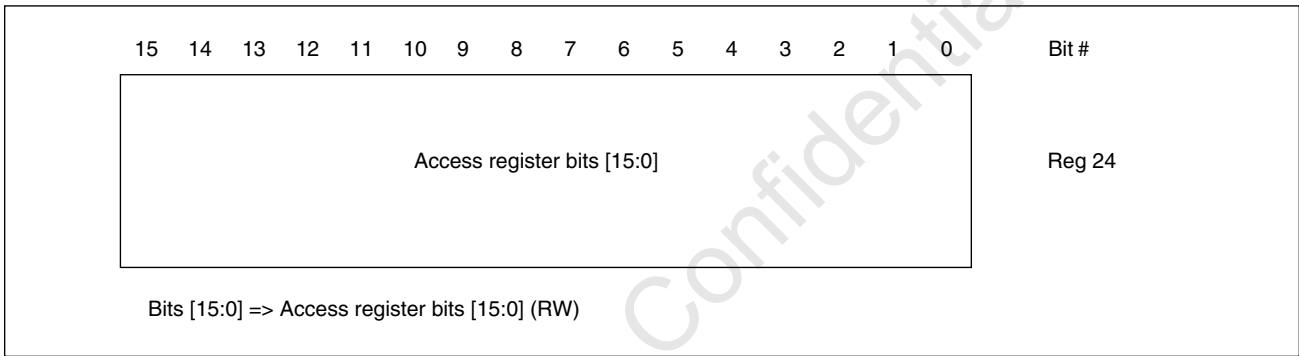 15 14 13 12 11 10 9 8 7 6 5 4 3 2 1 0 Bit #
Access register bits [15:0] Reg 24
Bits [15:0] => Access register bits [15:0] (RW)
Confidential